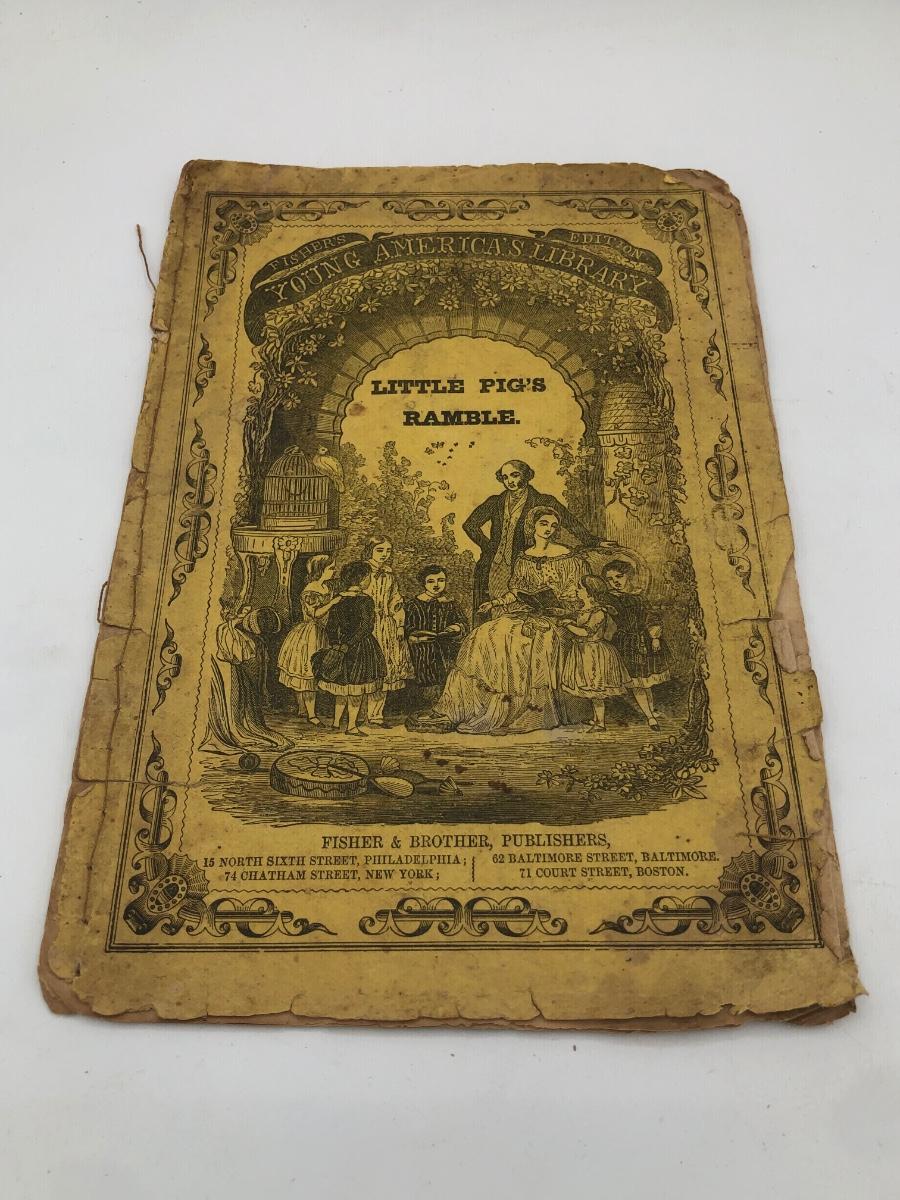 FISHER'S EDITION
YOUNG AMERICA'S LIBRARY
LITTLE PIG'S
RAMBLE.
FISHER & BROTHER, PUBLISHERS,
15 NORTH SIXTH STREET, PHILADELPHIA; 62 BALTIMORE STREET, BALTIMORE.
74 CHATHAM STREET, NEW YORK; 71 COURT STREET, BOSTON.